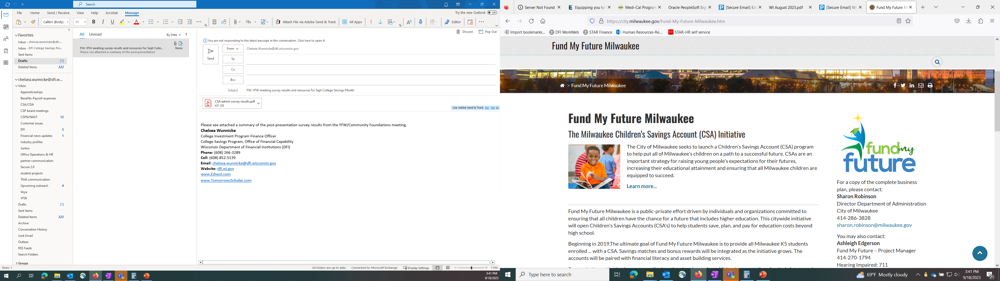 Search
File Home Send / Receive View Help Acrobat Message
Try the new Outlook Off
Calibri (Body) 11 B I U A
Attach File via Adobe Send & Track All Apps Editor
Favorites
Inbox - chelsea.wunnicke@dfi....
Inbox - DFI College Savings Pro...
Sent Items
Drafts [1]
Deleted Items 322
chelsea.wunnicke@dfi.w...
Inbox
Apprenticeships
Benefits-Payroll-expenses
CSA/CDA
CSP board meetings
CSPN/NAST 12
Customer issues
DFI 3
Financial news updates 1
Industry profiles
Juntos
Office Operations & HR
partner communication
Secure 2.0
student projects
TIAA communication
Upcoming outreach 4
Voya
YFW
Drafts [1]
Sent Items
Deleted Items 322
Archive
Conversation History
Junk Email
Outbox
RSS Feeds
Search Folders
Groups
Items: 1
All Unread By Date
FW: YFW meeting survey results and resources for Sept Colle... None
Please see attached a summary of the post-presentation
Discard Pop Out
You are not responding to the latest message in this conversation. Click here to open it.
Send
From Chelsea.Wunnicke@dfi.wisconsin.gov
To
Cc
Bcc
Subject FW: YFW meeting survey results and resources for Sept College Savings Month
CSA admin survey results.pdf
431 KB
Use Adobe Send & Track Yes No
Please see attached a summary of the post-presentation survey results from the YFW/Community Foundations meeting.
Chelsea Wunnicke
College Investment Program Finance Officer
College Savings Program, Office of Financial Capability
Wisconsin Department of Financial Institutions (DFI)
Phone: (608) 266-3289
Cell: (608) 852-5139
Email: chelsea.wunnicke@dfi.wisconsin.gov
Website: dfi.wi.gov
www.Edvest.com
www.TomorrowsScholar.com
All folders are up to date. Connected to: Microsoft Exchange Display Settings 110%
3:41 PM
9/18/2023
Server Not Found Equipping you to Medi-Cal Program Oracle PeopleSoft Sig [Secure Email] Ed WI August 2023.pdf [Secure Email] W Fund My Future M
https://city.milwaukee.gov/Fund-My-Future-Milwaukee.htm
Import bookmarks... DFI WorkWeb STAR Finance Human Resources-Re... STAR-HR self service
Fund My Future Milwaukee
> Fund My Future Milwaukee
Fund My Future Milwaukee
The Milwaukee Children's Savings Account (CSA) Initiative
The City of Milwaukee seeks to launch a Children's Savings Account (CSA) program
to help put all of Milwaukee's children on a path to a successful future. CSAs are an
important strategy for raising young people's expectations for their futures,
increasing their educational attainment and ensuring that all Milwaukee children are
equipped to succeed.
Learn more...
Fund My Future Milwaukee is a public-private effort driven by individuals and organizations committed to
ensuring that all children have the chance for a future that includes higher education. This citywide initiative
will open Children's Savings Accounts (CSA's) to help students save, plan, and pay for education costs beyond
high school.
Beginning in 2019,The ultimate goal of Fund My Future Milwaukee is to provide all Milwaukee K5 students
enrolled ... with a CSA. Savings matches and bonus rewards will be integrated as the initiative grows. The
accounts will be paired with financial literacy and asset building services.
fund my
future
For a copy of the complete business
plan, please contact:
Sharon Robinson
Director Department of Administration
City of Milwaukee
414-286-3828
sharon.robinson@milwaukee.gov
You may also contact:
Ashleigh Edgerson
Fund My Future – Project Manager
414-270-1794
Hearing Impaired: 711
Type here to search
69°F Mostly cloudy
3:41 PM
9/18/2023
21